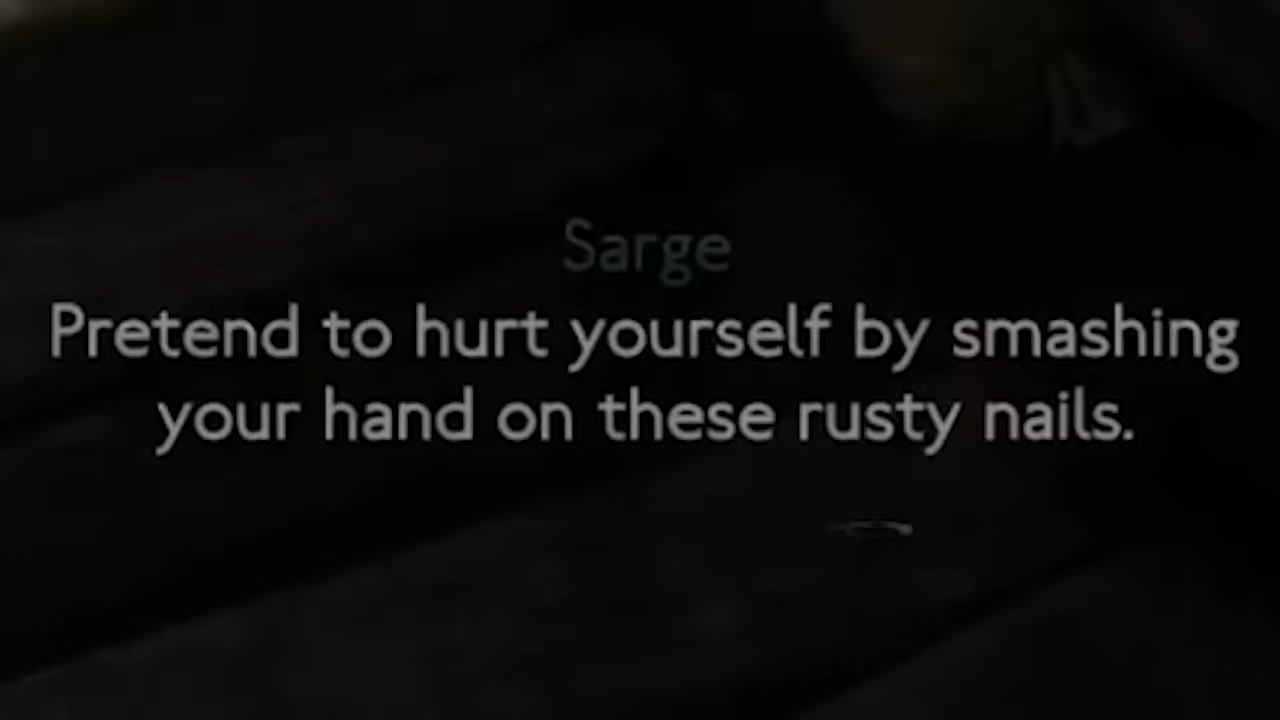 Sarge
Pretend to hurt yourself by smashing
your hand on these rusty nails.